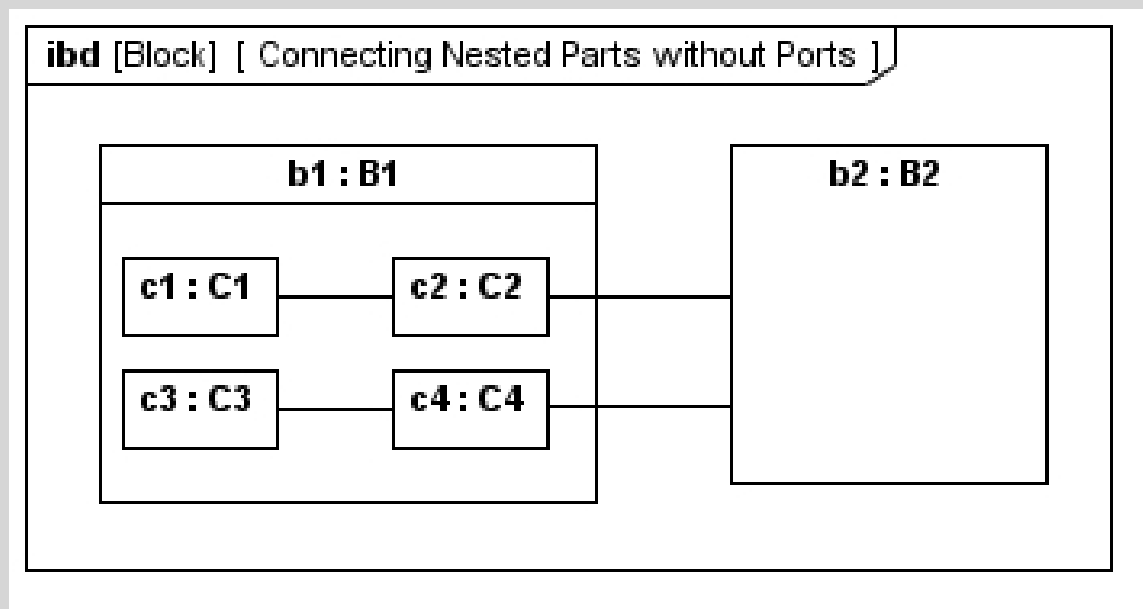 ibd [Block] [ Connecting Nested Parts without Ports ]
b1 : B1
b2 : B2
c1 : C1
c2 : C2
c3 : C3
c4 : C4